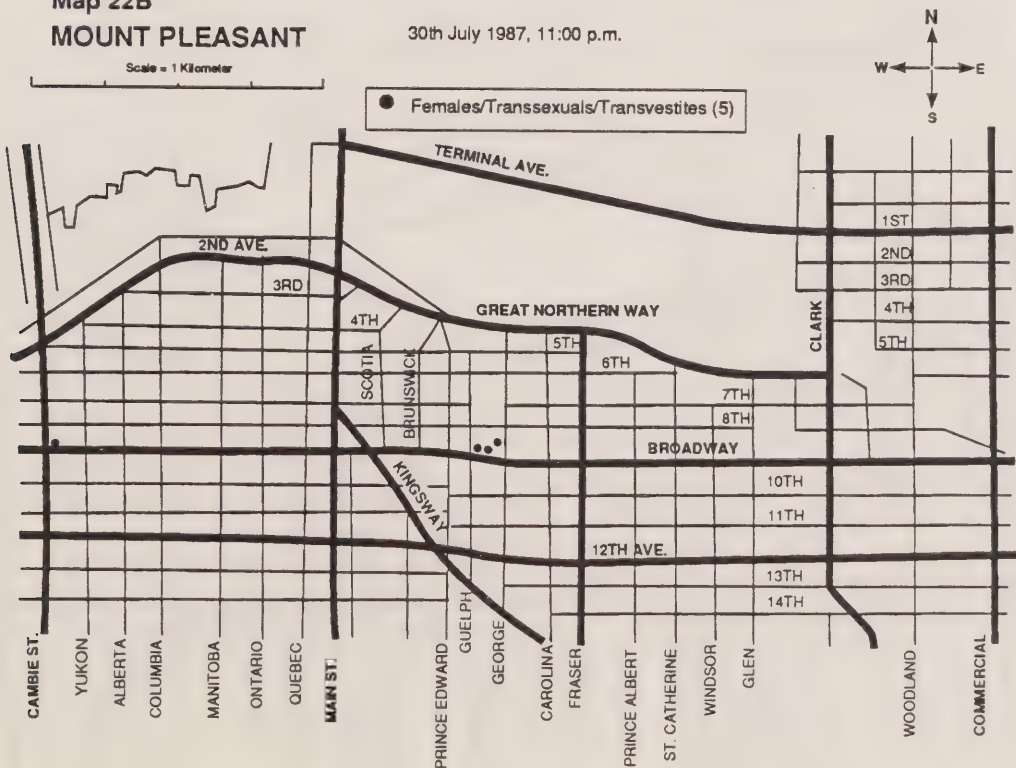 Map 22B
MOUNT PLEASANT
30th July 1987, 11:00 p.m.
Scale = 1 Kilometer
N
W E
S
Females/Transsexuals/Transvestites (5)
TERMINAL AVE.
1ST
2ND AVE.
2ND
3RD
3RD
GREAT NORTHERN WAY
4TH
4TH
CLARK
5TH
5TH
SCOTIA
BRUNSWICK
6TH
7TH
8TH
BROADWAY
KINGSWAY
10TH
11TH
12TH AVE.
13TH
14TH
CAMBIE ST.
YUKON
ALBERTA
COLUMBIA
MANITOBA
ONTARIO
QUEBEC
MAIN ST.
PRINCE EDWARD
GUELPH
GEORGE
CAROLINA
FRASER
PRINCE ALBERT
ST. CATHERINE
WINDSOR
GLEN
WOODLAND
COMMERCIAL